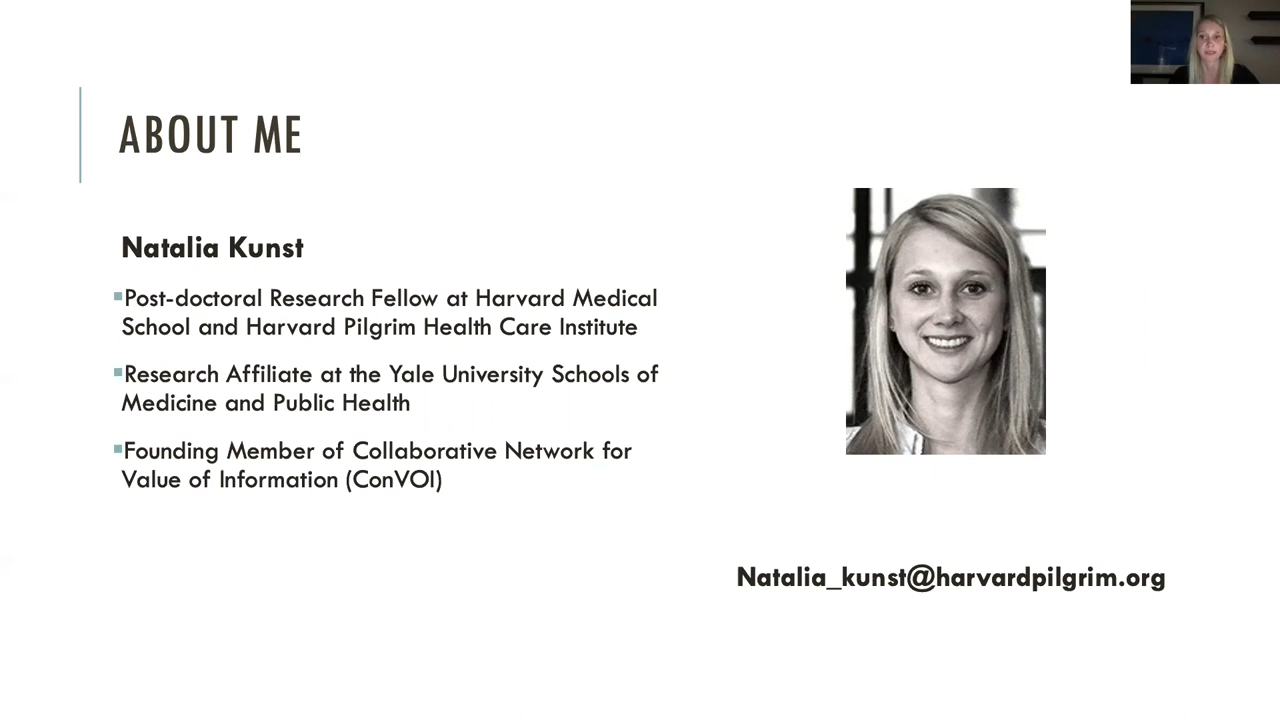 ABOUT ME
Natalia Kunst
▪Post-doctoral Research Fellow at Harvard Medical
School and Harvard Pilgrim Health Care Institute
▪Research Affiliate at the Yale University Schools of
Medicine and Public Health
▪Founding Member of Collaborative Network for
Value of Information (ConVOI)
Natalia_kunst@harvardpilgrim.org